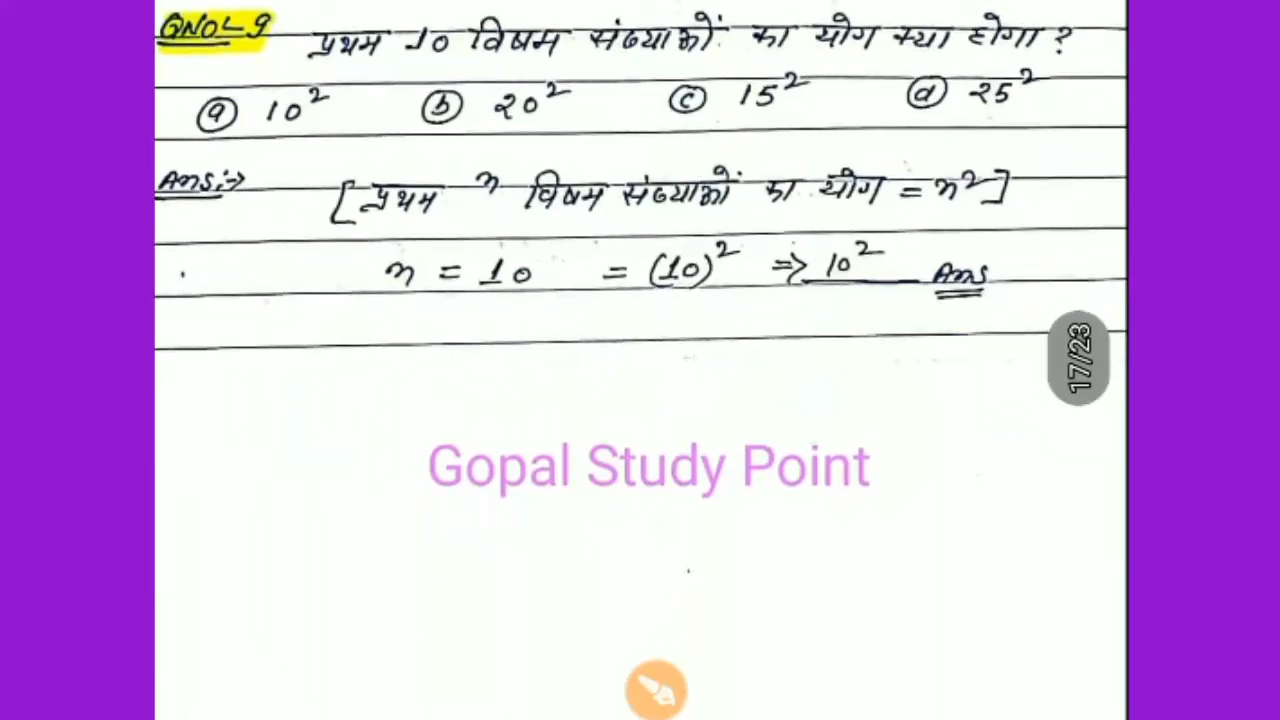 QNO:- 9 प्रथम 10 विषम संख्याओं का योग क्या होगा ?
(a) 10² (b) 20² (c) 15² (d) 25²
Ans:→ [प्रथम n विषम संख्याओं का योग = n²]
n = 10 = (10)² => 10² Ans
17/23
Gopal Study Point